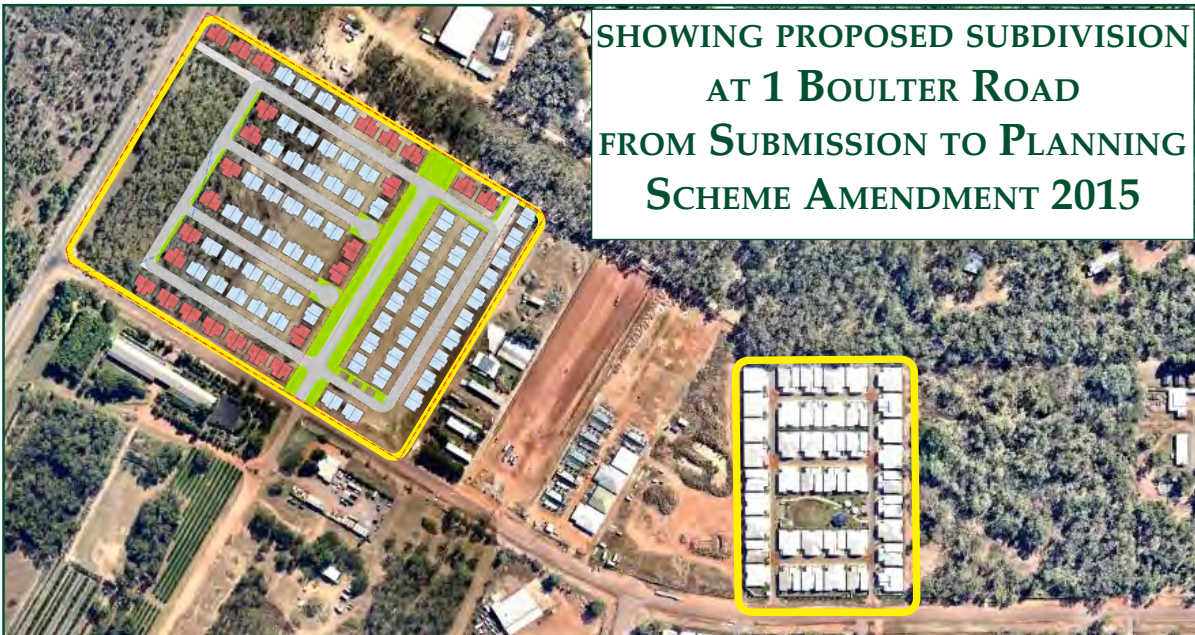 SHOWING PROPOSED SUBDIVISION
AT 1 BOULTER ROAD
FROM SUBMISSION TO PLANNING
SCHEME AMENDMENT 2015